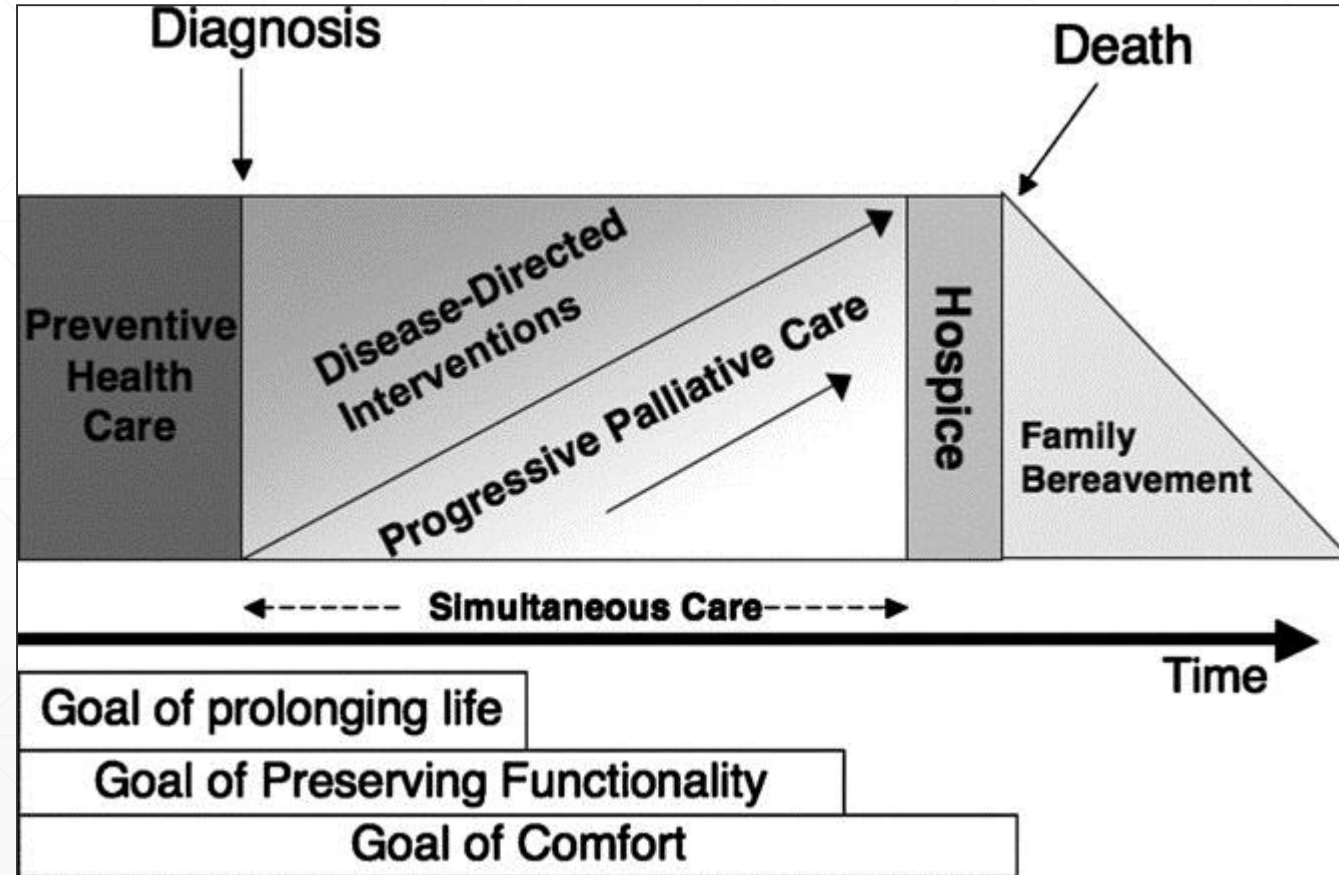 Diagnosis
Death
Preventive
Health
Care
Disease-Directed
Interventions
Progressive Palliative Care
Hospice
Family
Bereavement
Simultaneous Care
Time
Goal of prolonging life
Goal of Preserving Functionality
Goal of Comfort